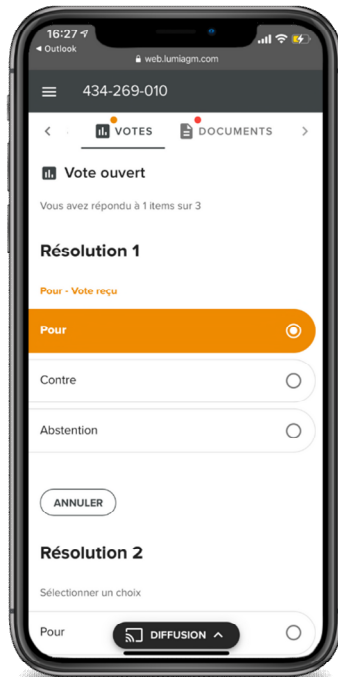 16:27
Outlook
web.lumiagm.com
434-269-010
VOTES DOCUMENTS
Vote ouvert
Vous avez répondu à 1 items sur 3
Résolution 1
Pour - Vote reçu
Pour
Contre
Abstention
ANNULER
Résolution 2
Sélectionner un choix
Pour
DIFFUSION